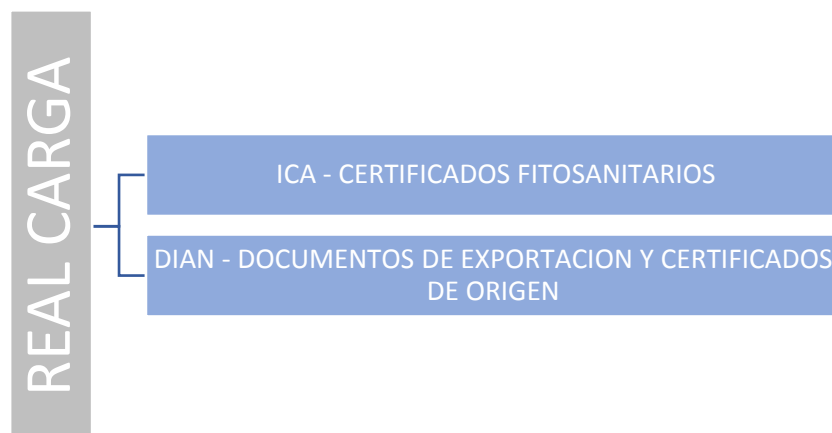 REAL CARGA
ICA - CERTIFICADOS FITOSANITARIOS
DIAN - DOCUMENTOS DE EXPORTACION Y CERTIFICADOS
DE ORIGEN